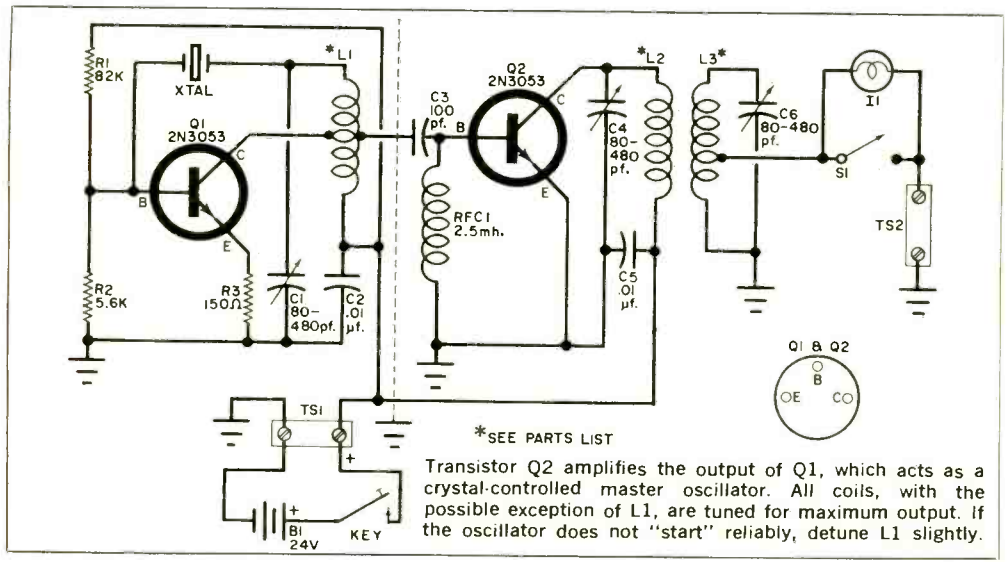 R1
82K
XTAL
*L1
Q1
2N3053
C
B
E
R2
5.6K
R3
150Ω
C1
80–
480pf.
C2
.01
µf.
C3
100
pf.
Q2
2N3053
B
C
E
RFC1
2.5mh.
C4
80–
480
pf.
*L2
L3*
C5
.01
µf.
C6
80-480
pf.
I1
S1
TS2
Q1 & Q2
B
E
C
TS1
+
+
B1
24V
KEY
*SEE PARTS LIST
Transistor Q2 amplifies the output of Q1, which acts as a
crystal-controlled master oscillator. All coils, with the
possible exception of L1, are tuned for maximum output. If
the oscillator does not "start" reliably, detune L1 slightly.